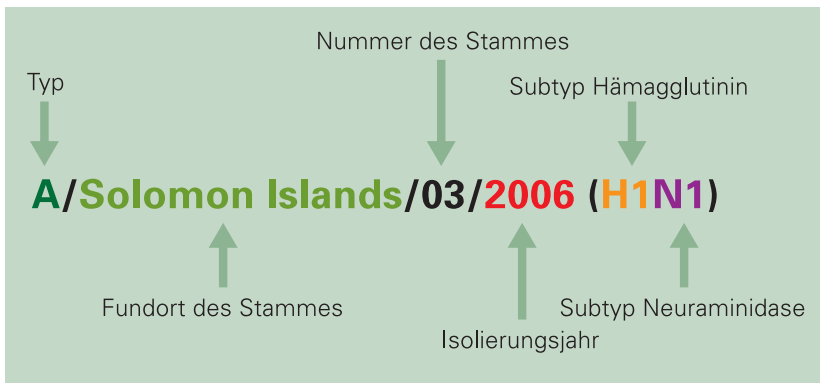 Nummer des Stammes
Typ
Subtyp Hämagglutinin
A/Solomon Islands/03/2006 (H1N1)
Fundort des Stammes
Subtyp Neuraminidase
Isolierungsjahr